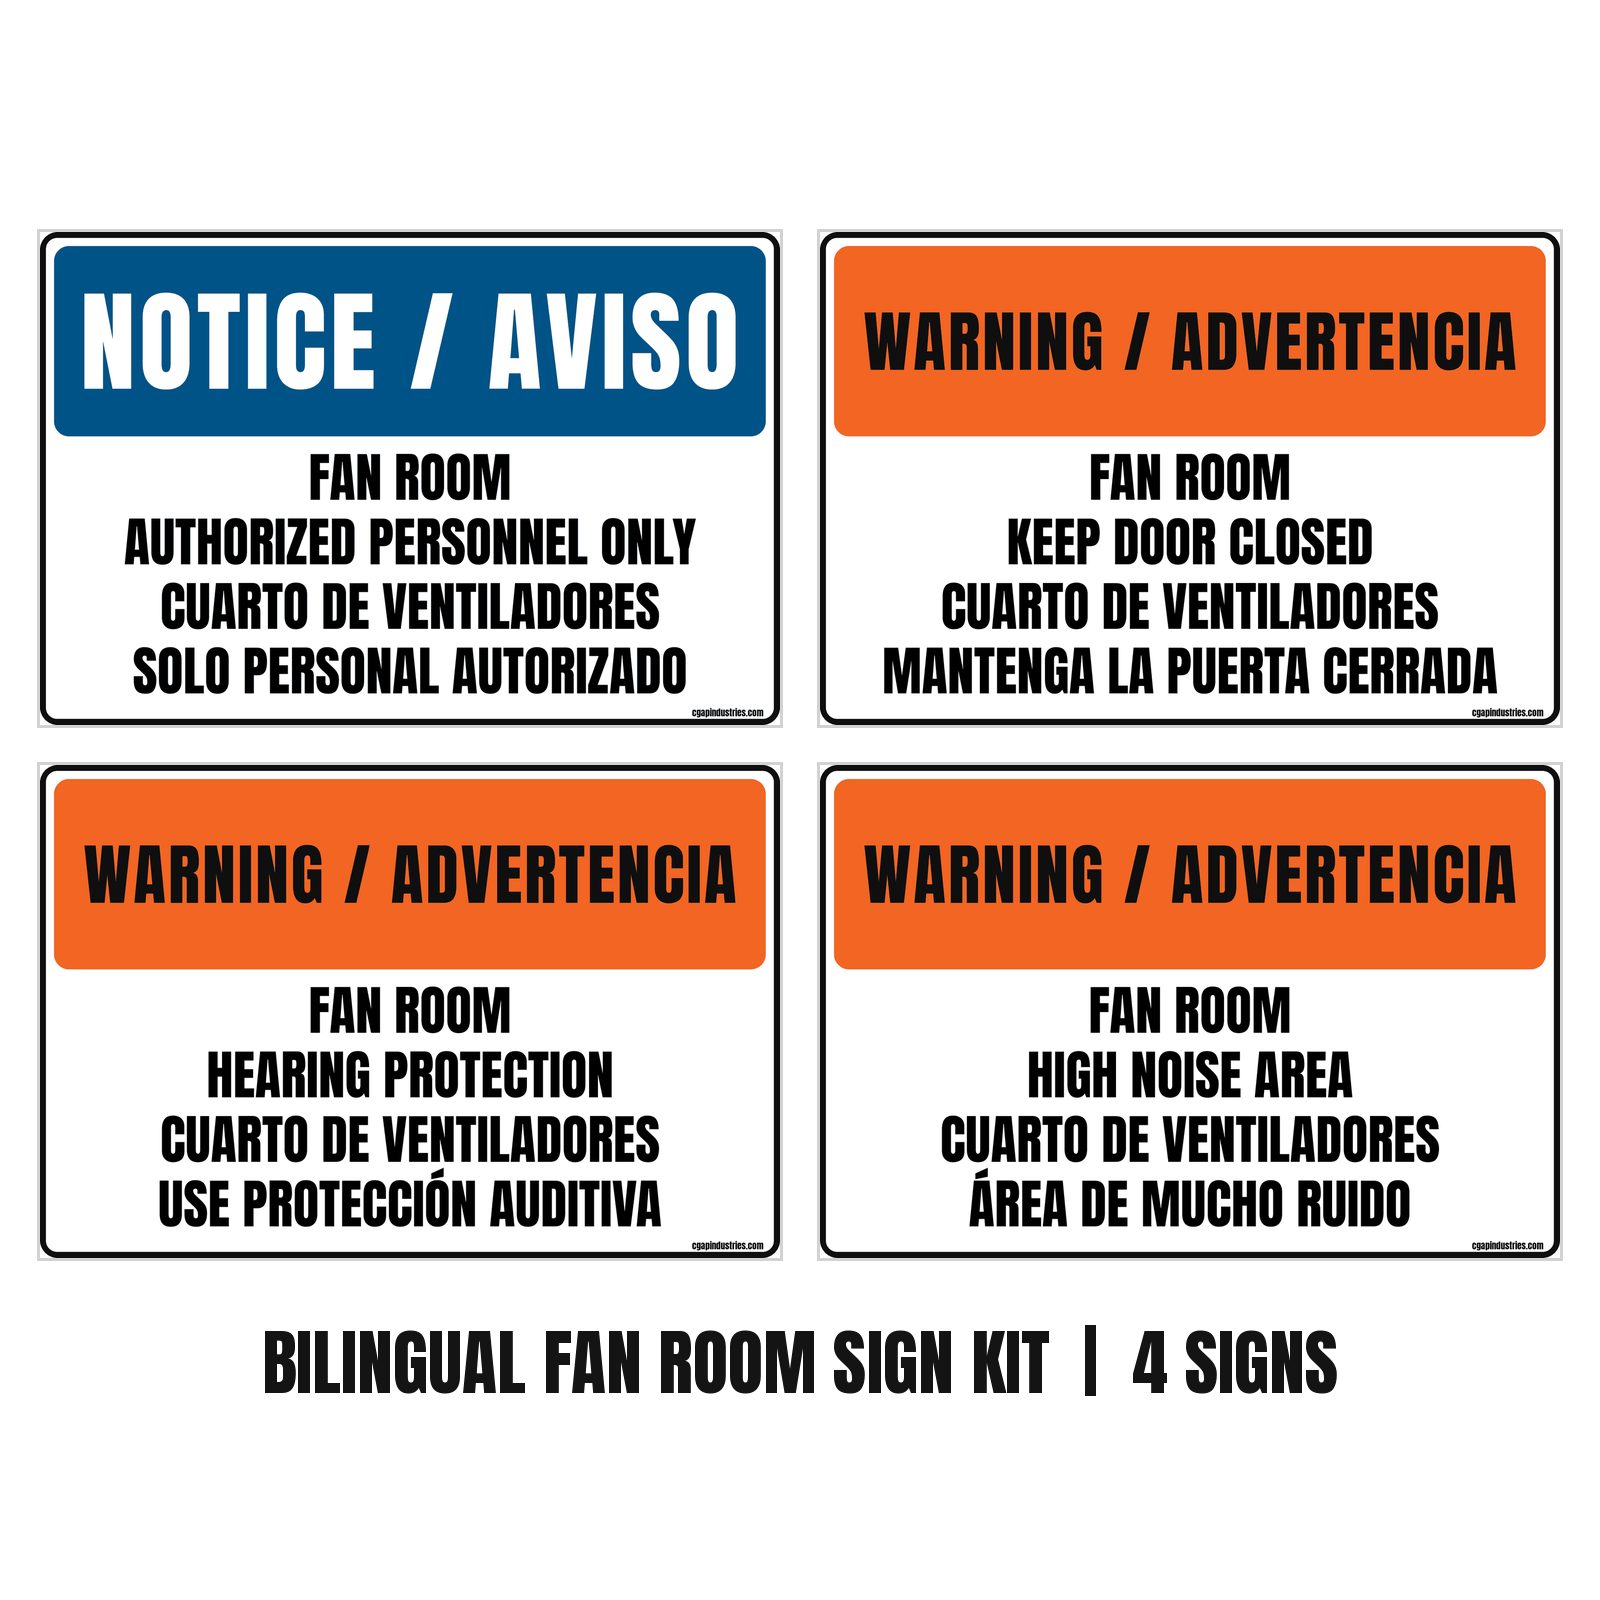 NOTICE / AVISO
FAN ROOM
AUTHORIZED PERSONNEL ONLY
CUARTO DE VENTILADORES
SOLO PERSONAL AUTORIZADO
cgapindustries.com
WARNING / ADVERTENCIA
FAN ROOM
KEEP DOOR CLOSED
CUARTO DE VENTILADORES
MANTENGA LA PUERTA CERRADA
cgapindustries.com
WARNING / ADVERTENCIA
FAN ROOM
HEARING PROTECTION
CUARTO DE VENTILADORES
USE PROTECCIÓN AUDITIVA
cgapindustries.com
WARNING / ADVERTENCIA
FAN ROOM
HIGH NOISE AREA
CUARTO DE VENTILADORES
ÁREA DE MUCHO RUIDO
cgapindustries.com
BILINGUAL FAN ROOM SIGN KIT | 4 SIGNS